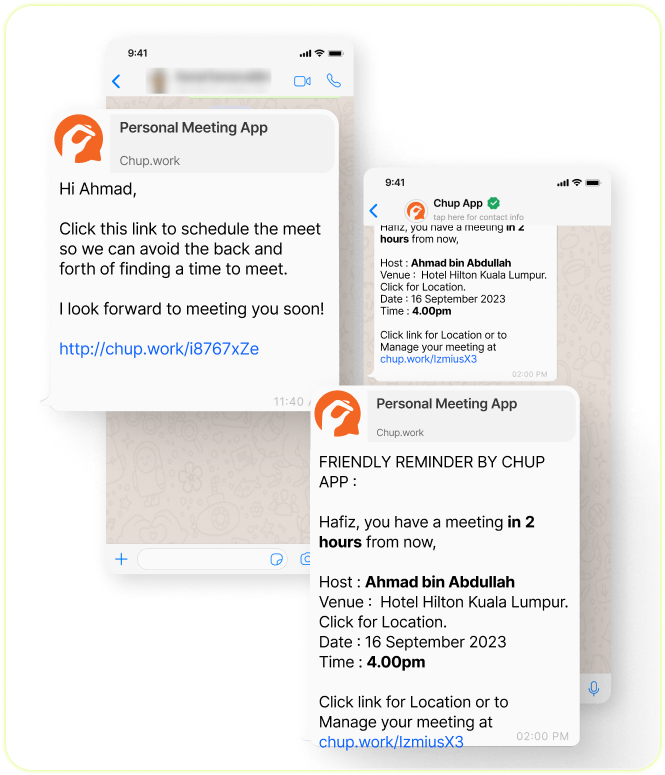 9:41
Personal Meeting App
Chup.work
Hi Ahmad,
Click this link to schedule the meet
so we can avoid the back and
forth of finding a time to meet.
I look forward to meeting you soon!
http://chup.work/i8767xZe
11:40
9:41
Chup App
tap here for contact info
Hafiz, you have a meeting in 2
hours from now,
Host : Ahmad bin Abdullah
Venue : Hotel Hilton Kuala Lumpur.
Click for Location.
Date : 16 September 2023
Time : 4.00pm
Click link for Location or to
Manage your meeting at
chup.work/IzmiusX3
02:00 PM
Personal Meeting App
Chup.work
FRIENDLY REMINDER BY CHUP
APP :
Hafiz, you have a meeting in 2
hours from now,
Host : Ahmad bin Abdullah
Venue : Hotel Hilton Kuala Lumpur.
Click for Location.
Date : 16 September 2023
Time : 4.00pm
Click link for Location or to
Manage your meeting at
chup.work/IzmiusX3
02:00 PM